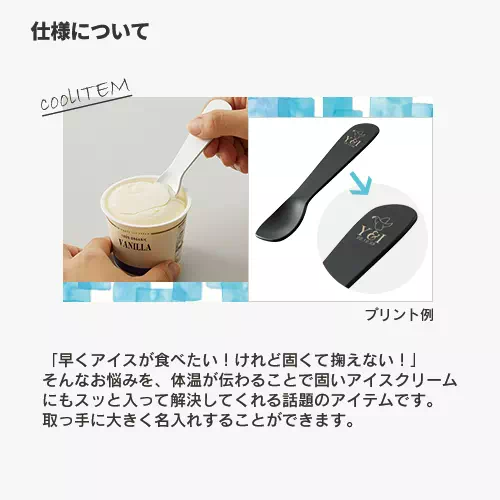 仕様について
COOLITEM
VANILLA
Y&I
Y&I
プリント例
「早くアイスが食べたい！けれど固くて掬えない！」
そんなお悩みを、体温が伝わることで固いアイスクリーム
にもスッと入って解決してくれる話題のアイテムです。
取っ手に大きく名入れすることができます。